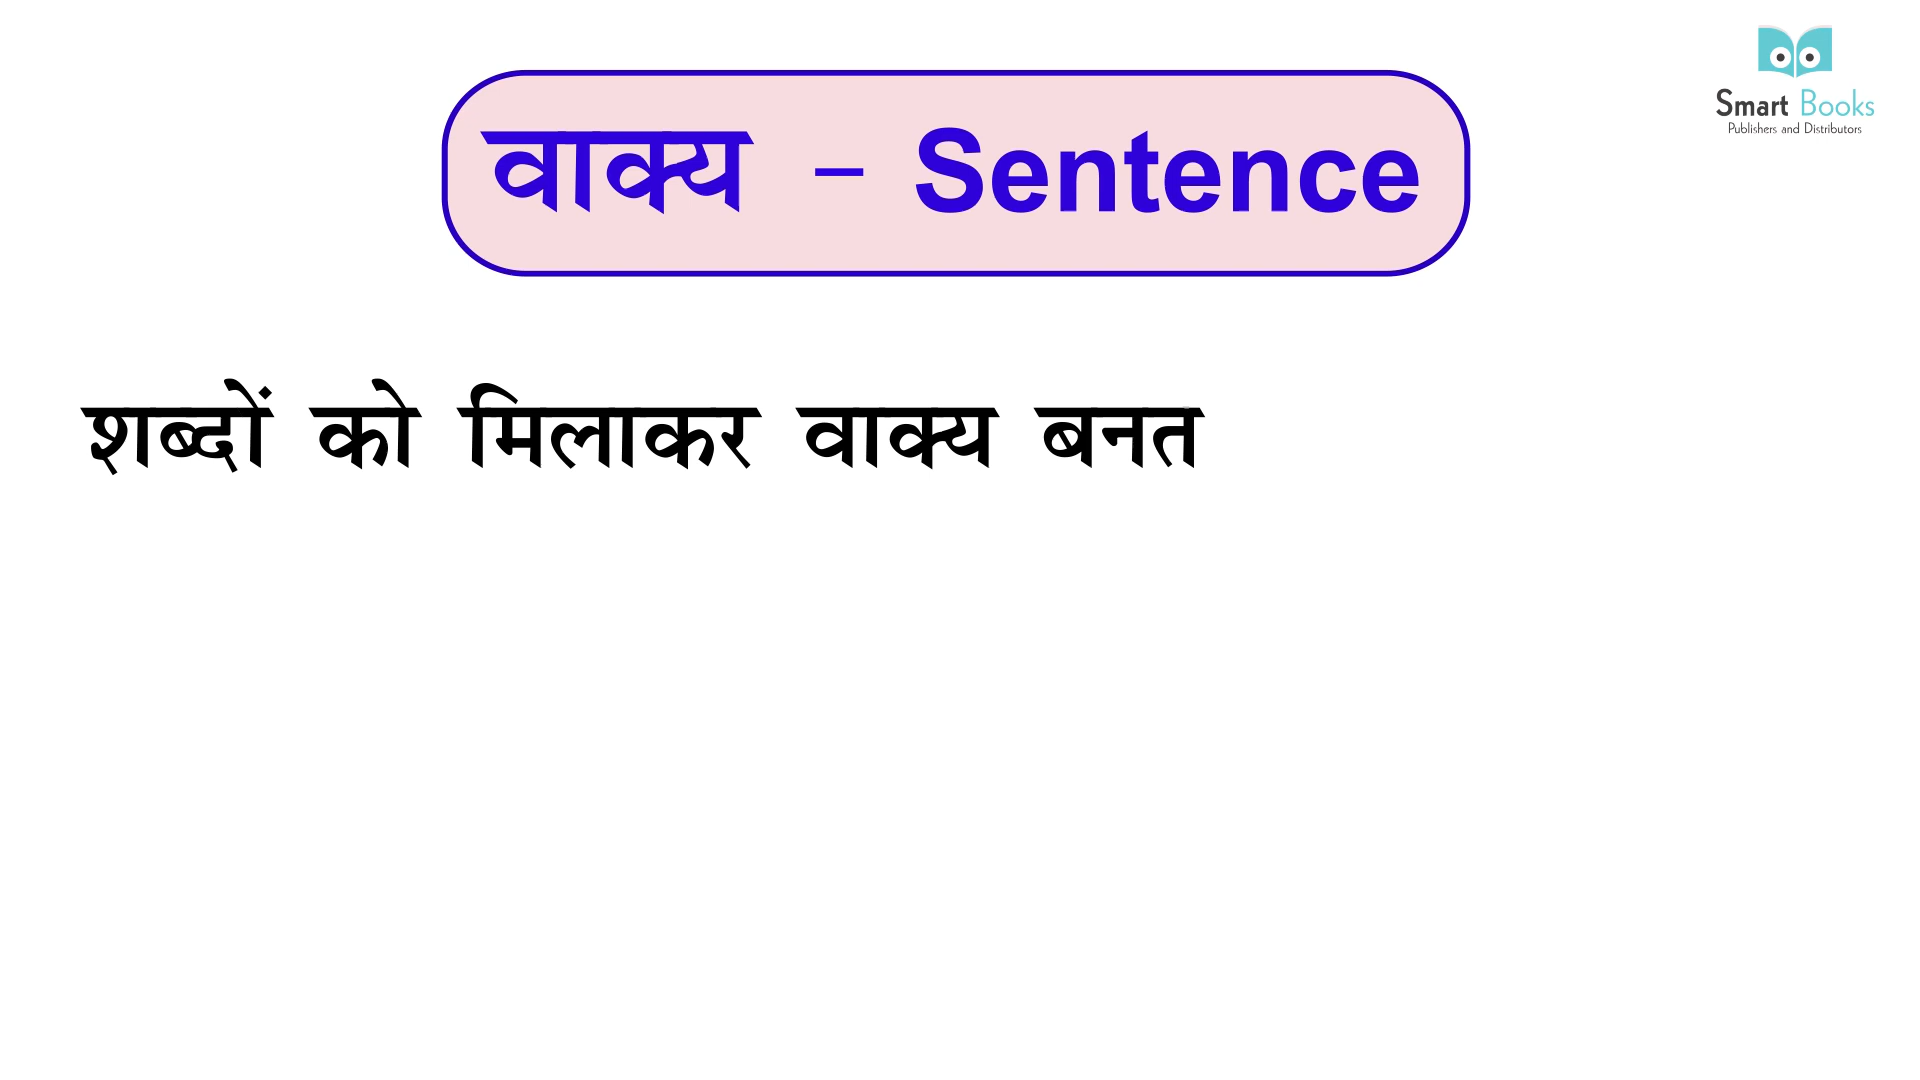 वाक्य – Sentence
Smart Books
Publishers and Distributors
शब्दों को मिलाकर वाक्य बनत